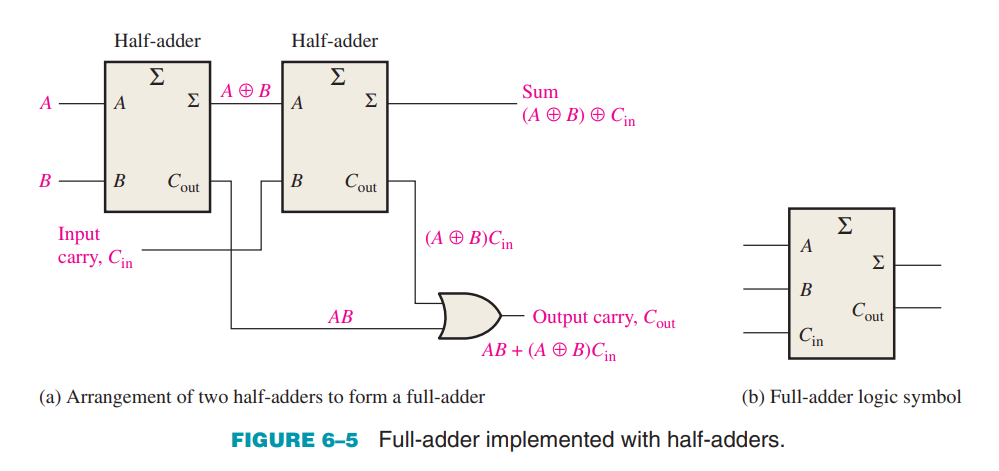 Half-adder Half-adder
Σ Σ
A A Σ A ⊕ B A Σ Sum
(A ⊕ B) ⊕ Cin
B B Cout B Cout
Input
carry, Cin
(A ⊕ B)Cin
AB
Output carry, Cout
AB + (A ⊕ B)Cin
Σ
A
Σ
B
Cout
Cin
(a) Arrangement of two half-adders to form a full-adder
(b) Full-adder logic symbol
FIGURE 6–5 Full-adder implemented with half-adders.